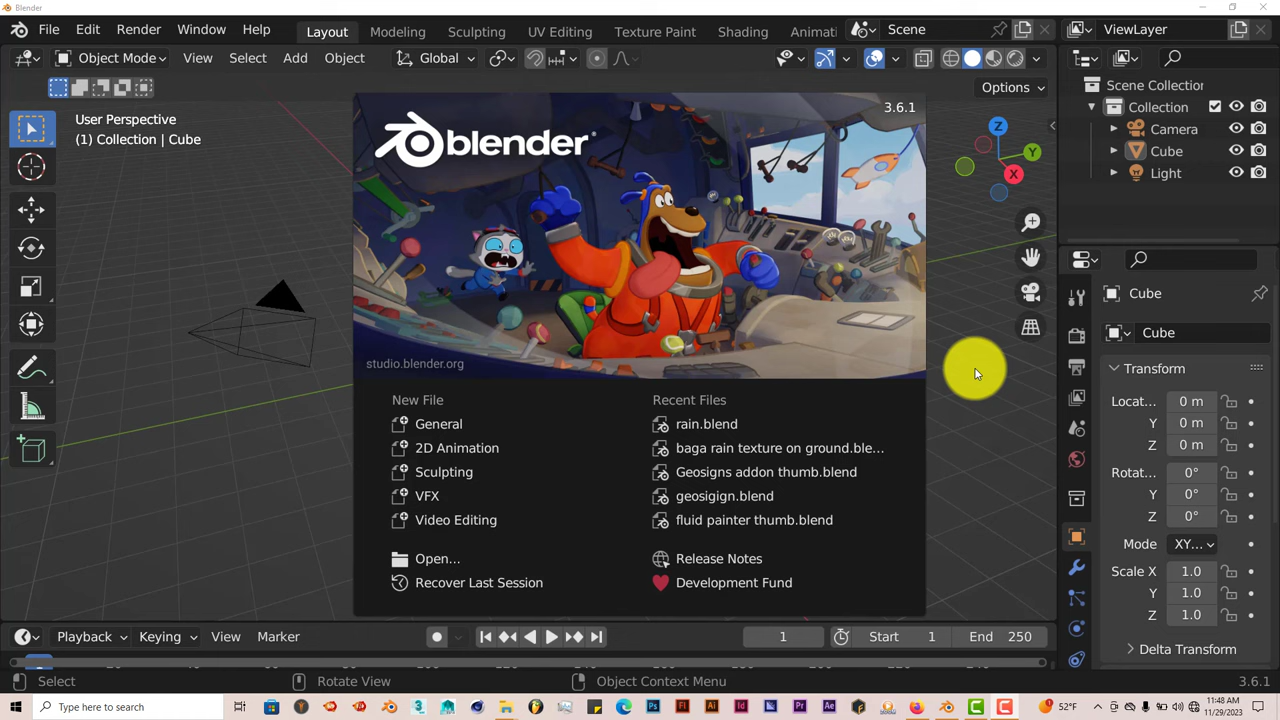 Blender
File Edit Render Window Help Layout Modeling Sculpting UV Editing Texture Paint Shading Animati Scene ViewLayer
Object Mode View Select Add Object Global
Options
User Perspective
(1) Collection | Cube
3.6.1
blender
studio.blender.org
New File
General
2D Animation
Sculpting
VFX
Video Editing
Open...
Recover Last Session
Recent Files
rain.blend
baga rain texture on ground.ble...
Geosigns addon thumb.blend
geosigign.blend
fluid painter thumb.blend
Release Notes
Development Fund
Z
Y
X
Scene Collection
Collection
Camera
Cube
Light
Cube
Cube
Transform
Locat... 0 m
Y 0 m
Z 0 m
Rotat... 0°
Y 0°
Z 0°
Mode XY...
Scale X 1.0
Y 1.0
Z 1.0
Delta Transform
Playback Keying View Marker 1 Start 1 End 250
Select Rotate View Object Context Menu 3.6.1
Type here to search 52°F 11:48 AM
11/29/2023